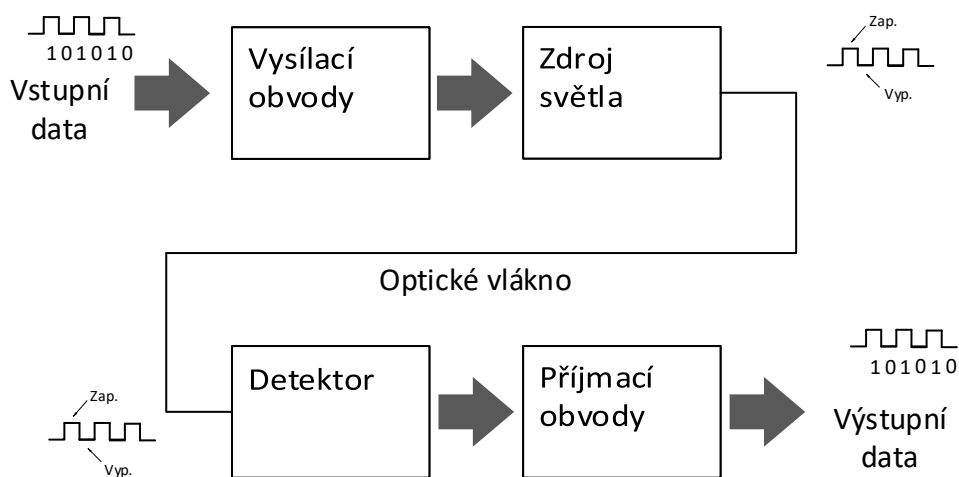 101010
Vstupní
data
Vysílací
obvody
Zdroj
světla
Zap.
Vyp.
Optické vlákno
Zap.
Vyp.
Detektor
Příjmací
obvody
101010
Výstupní
data